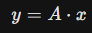 y = A · x